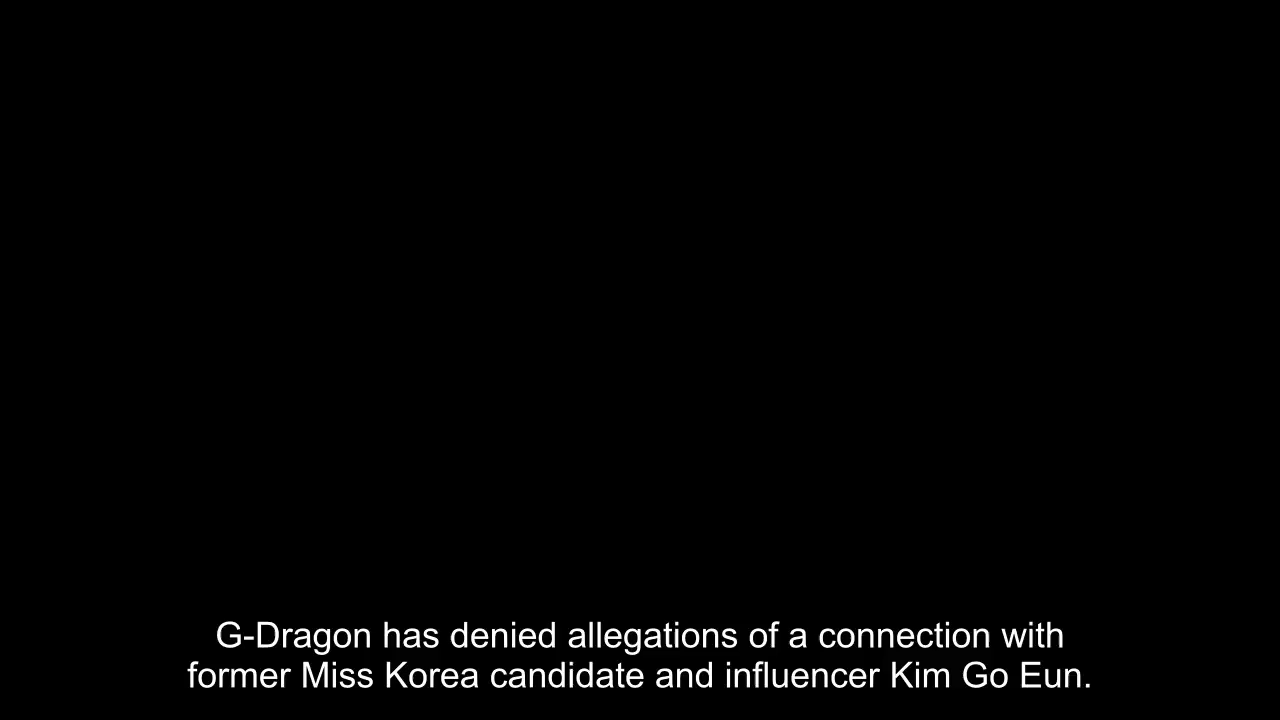 G-Dragon has denied allegations of a connection with
former Miss Korea candidate and influencer Kim Go Eun.